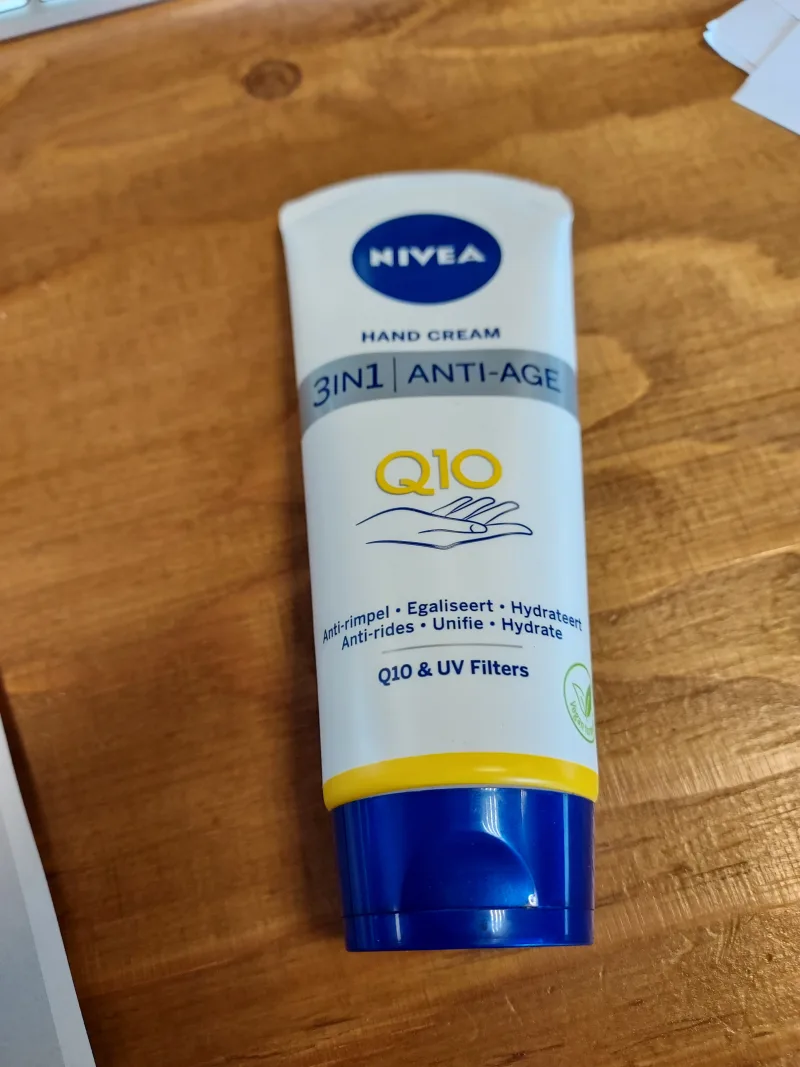 NIVEA
HAND CREAM
3IN1 | ANTI-AGE
Q10
Anti-rimpel • Egaliseert • Hydrateert
Anti-rides • Unifie • Hydrate
Q10 & UV Filters